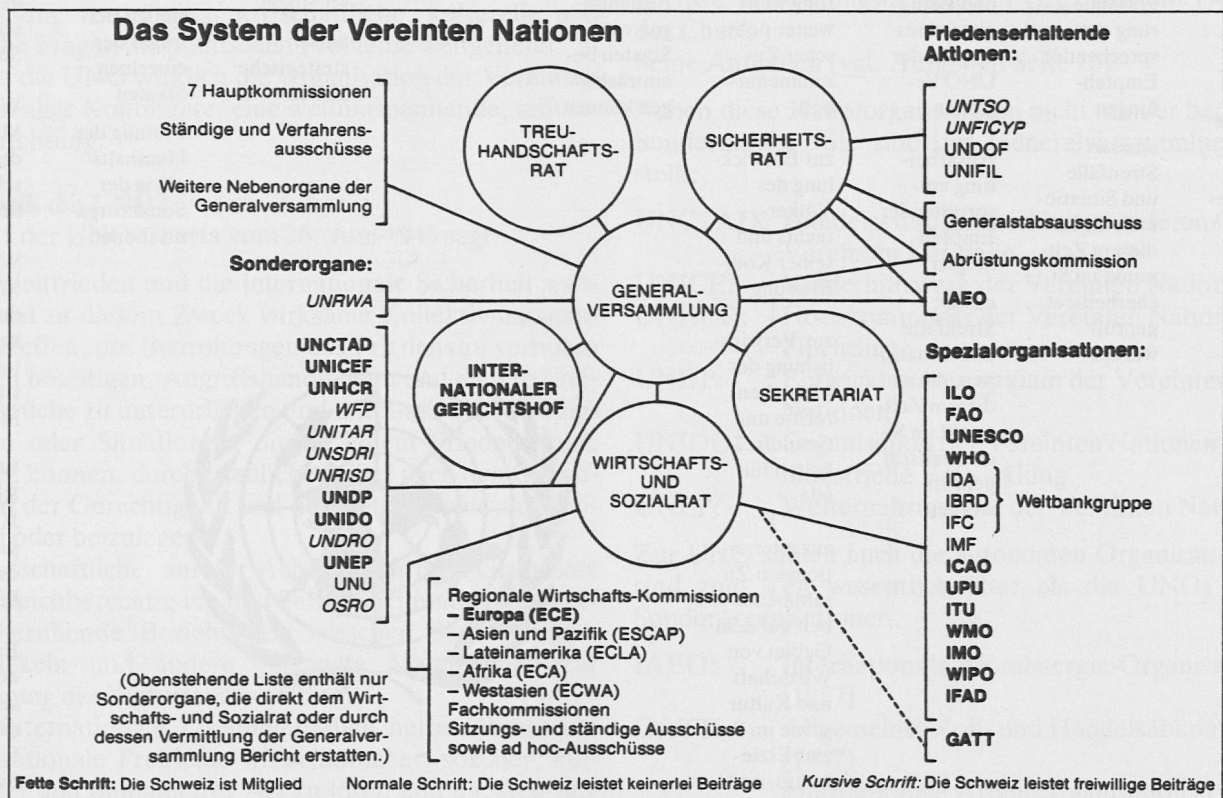 Das System der Vereinten Nationen
7 Hauptkommissionen
Ständige und Verfahrens-
ausschüsse
Weitere Nebenorgane der
Generalversammlung
Sonderorgane:
UNRWA
UNCTAD
UNICEF
UNHCR
WFP
UNITAR
UNSDRI
UNRISD
UNDP
UNIDO
UNDRO
UNEP
UNU
OSRO
(Obenstehende Liste enthält nur
Sonderorgane, die direkt dem Wirt-
schafts- und Sozialrat oder durch
dessen Vermittlung der Generalver-
sammlung Bericht erstatten.)
TREU-
HANDSCHAFTS-
RAT
SICHERHEITS-
RAT
GENERAL-
VERSAMMLUNG
INTER-
NATIONALER
GERICHTSHOF
SEKRETARIAT
WIRTSCHAFTS-
UND
SOZIALRAT
Regionale Wirtschafts-Kommissionen
– Europa (ECE)
– Asien und Pazifik (ESCAP)
– Lateinamerika (ECLA)
– Afrika (ECA)
– Westasien (ECWA)
Fachkommissionen
Sitzungs- und ständige Ausschüsse
sowie ad hoc-Ausschüsse
Friedenserhaltende
Aktionen:
UNTSO
UNFICYP
UNDOF
UNIFIL
Generalstabsausschuss
Abrüstungskommission
IAEO
Spezialorganisationen:
ILO
FAO
UNESCO
WHO
IDA
IBRD
IFC
Weltbankgruppe
IMF
ICAO
UPU
ITU
WMO
IMO
WIPO
IFAD
GATT
Fette Schrift: Die Schweiz ist Mitglied Normale Schrift: Die Schweiz leistet keinerlei Beiträge Kursive Schrift: Die Schweiz leistet freiwillige Beiträge